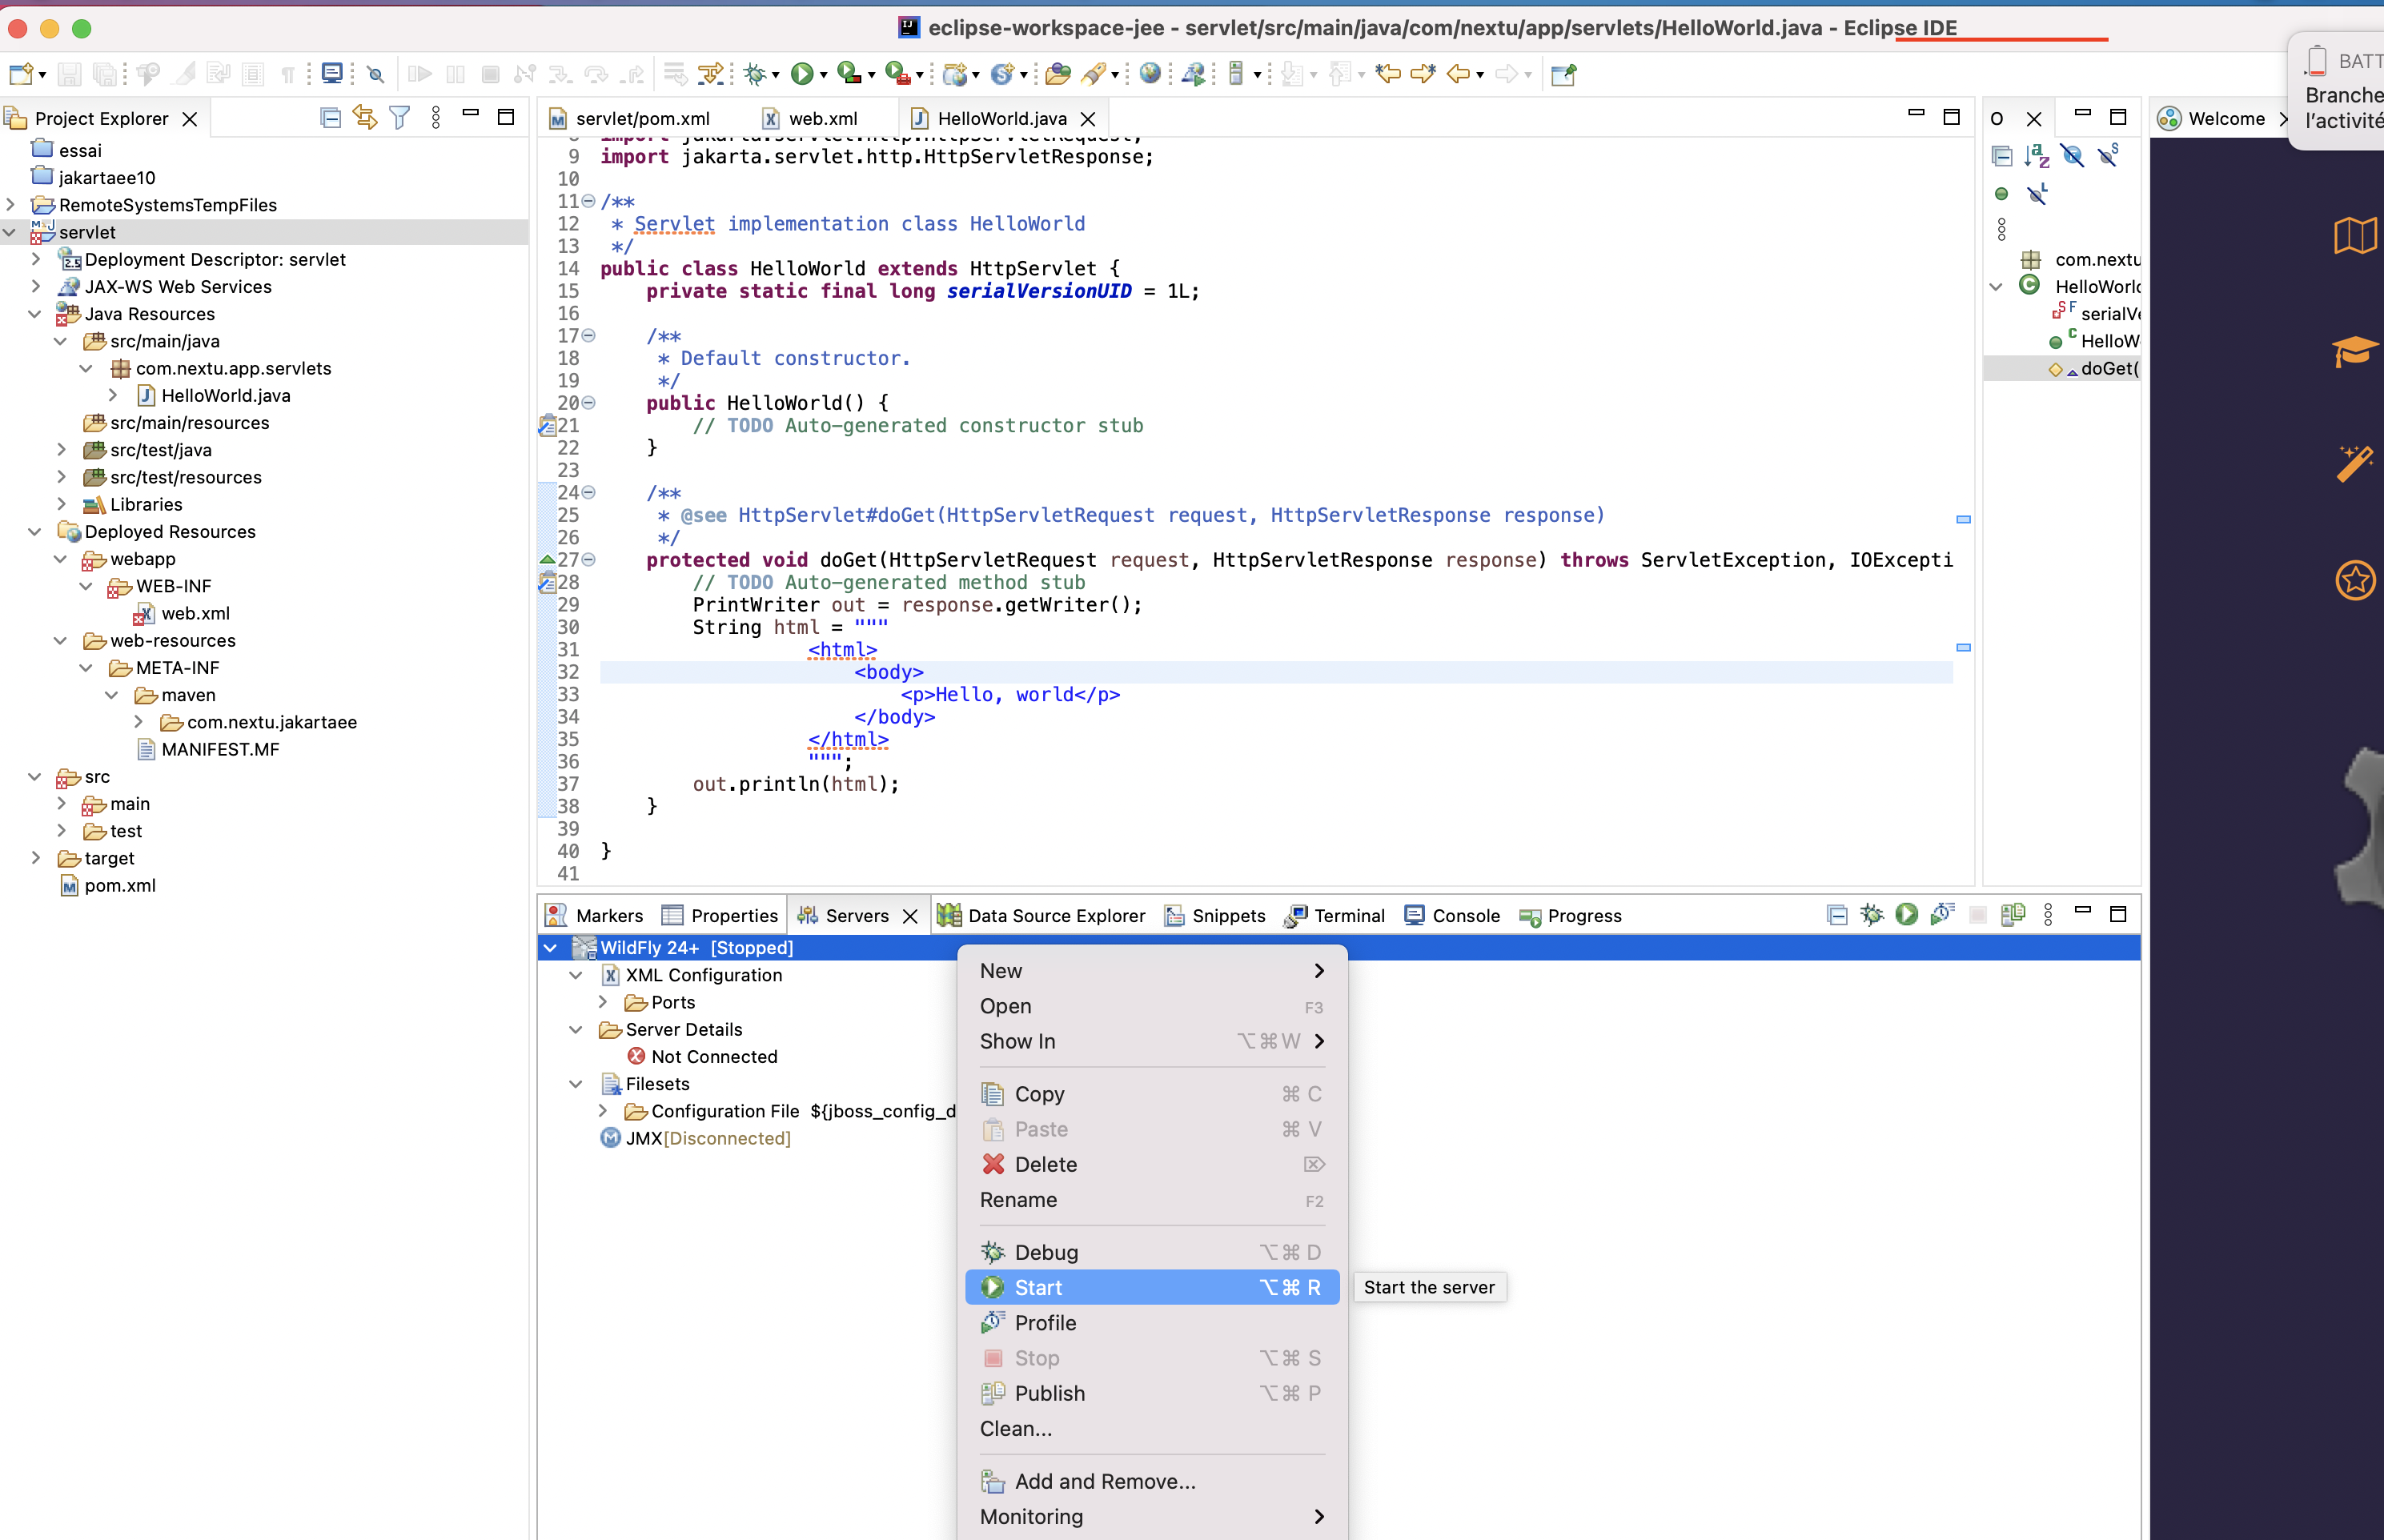 eclipse-workspace-jee - servlet/src/main/java/com/nextu/app/servlets/HelloWorld.java - Eclipse IDE
BATT
Branche
l'activité
Project Explorer
servlet/pom.xml
web.xml
HelloWorld.java
O
Welcome
essai
jakartaee10
RemoteSystemsTempFiles
servlet
Deployment Descriptor: servlet
JAX-WS Web Services
Java Resources
src/main/java
com.nextu.app.servlets
HelloWorld.java
src/main/resources
src/test/java
src/test/resources
Libraries
Deployed Resources
webapp
WEB-INF
web.xml
web-resources
META-INF
maven
com.nextu.jakartaee
MANIFEST.MF
src
main
test
target
pom.xml
8 import jakarta.servlet.http.HttpServletRequest;
9 import jakarta.servlet.http.HttpServletResponse;
10
11 /**
12 * Servlet implementation class HelloWorld
13 */
14 public class HelloWorld extends HttpServlet {
15 private static final long serialVersionUID = 1L;
16
17 /**
18 * Default constructor.
19 */
20 public HelloWorld() {
21 // TODO Auto-generated constructor stub
22 }
23
24 /**
25 * @see HttpServlet#doGet(HttpServletRequest request, HttpServletResponse response)
26 */
27 protected void doGet(HttpServletRequest request, HttpServletResponse response) throws ServletException, IOExcepti
28 // TODO Auto-generated method stub
29 PrintWriter out = response.getWriter();
30 String html = """
31 <html>
32 <body>
33 <p>Hello, world</p>
34 </body>
35 </html>
36 """;
37 out.println(html);
38 }
39
40 }
41
com.nextu
HelloWorld
serialVe
HelloW
doGet(
Markers
Properties
Servers
Data Source Explorer
Snippets
Terminal
Console
Progress
WildFly 24+ [Stopped]
XML Configuration
Ports
Server Details
Not Connected
Filesets
Configuration File ${jboss_config_d
JMX[Disconnected]
New
Open F3
Show In ⌥⌘W
Copy ⌘C
Paste ⌘V
Delete ⌦
Rename F2
Debug ⌥⌘D
Start ⌥⌘R
Start the server
Profile
Stop ⌥⌘S
Publish ⌥⌘P
Clean...
Add and Remove...
Monitoring